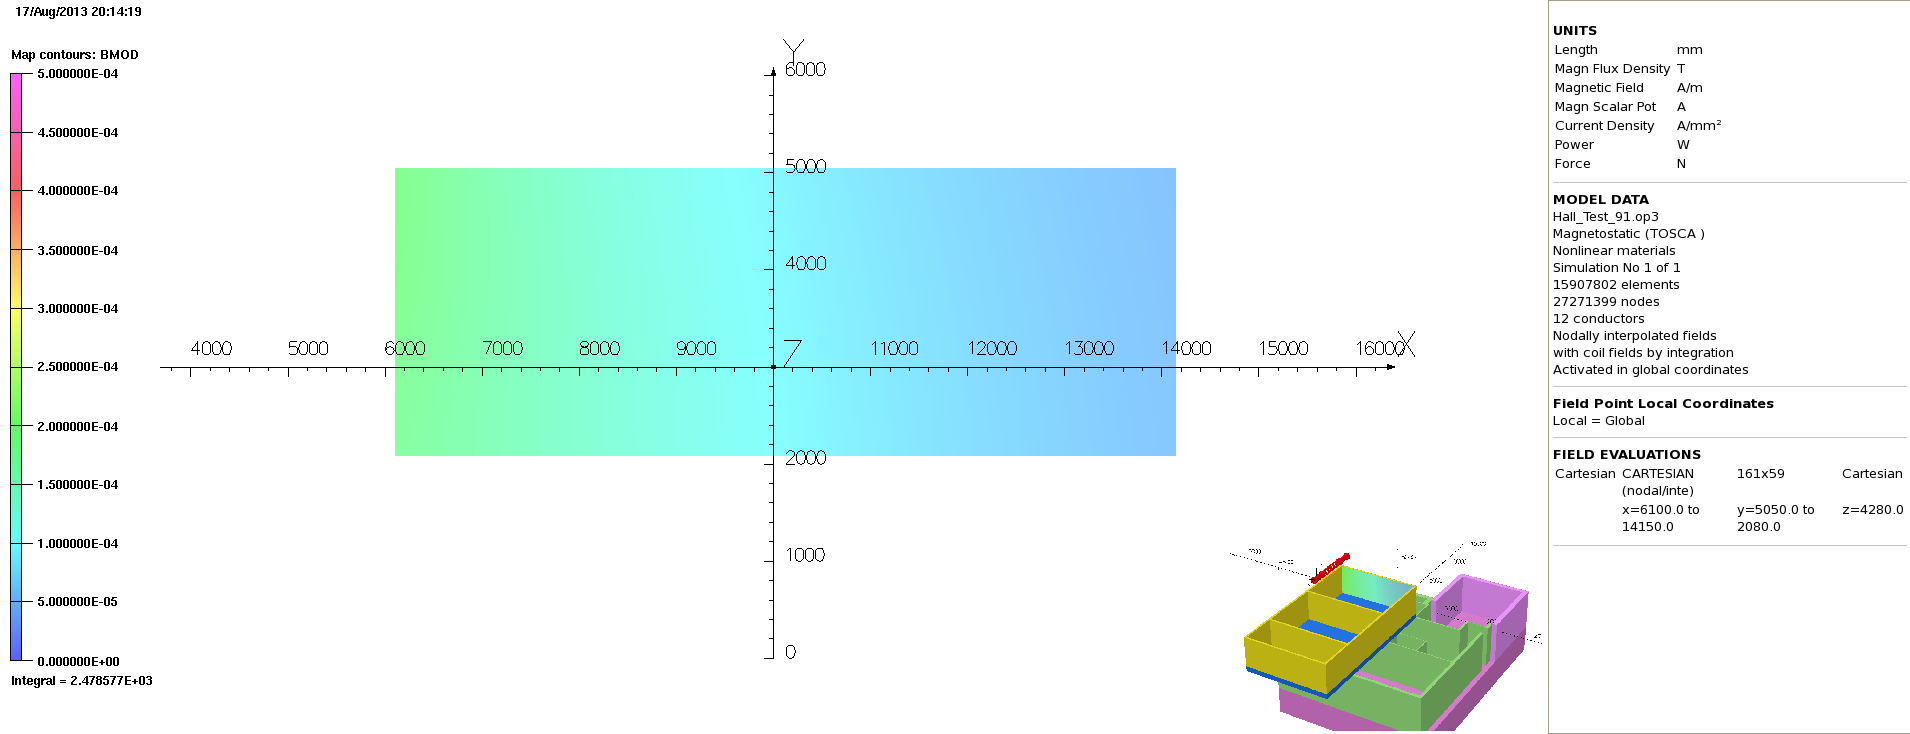 17/Aug/2013 20:14:19
Map contours: BMOD
5.000000E-04
4.500000E-04
4.000000E-04
3.500000E-04
3.000000E-04
2.500000E-04
2.000000E-04
1.500000E-04
1.000000E-04
5.000000E-05
0.000000E+00
Integral = 2.478577E+03
Y
6000
5000
4000
4000 5000 6000 7000 8000 9000 Z 11000 12000 13000 14000 15000 16000 X
2000
1000
0
UNITS
Length mm
Magn Flux Density T
Magnetic Field A/m
Magn Scalar Pot A
Current Density A/mm²
Power W
Force N
MODEL DATA
Hall_Test_91.op3
Magnetostatic (TOSCA )
Nonlinear materials
Simulation No 1 of 1
15907802 elements
27271399 nodes
12 conductors
Nodally interpolated fields
with coil fields by integration
Activated in global coordinates
Field Point Local Coordinates
Local = Global
FIELD EVALUATIONS
Cartesian CARTESIAN 161x59 Cartesian
(nodal/inte)
x=6100.0 to y=5050.0 to z=4280.0
14150.0 2080.0